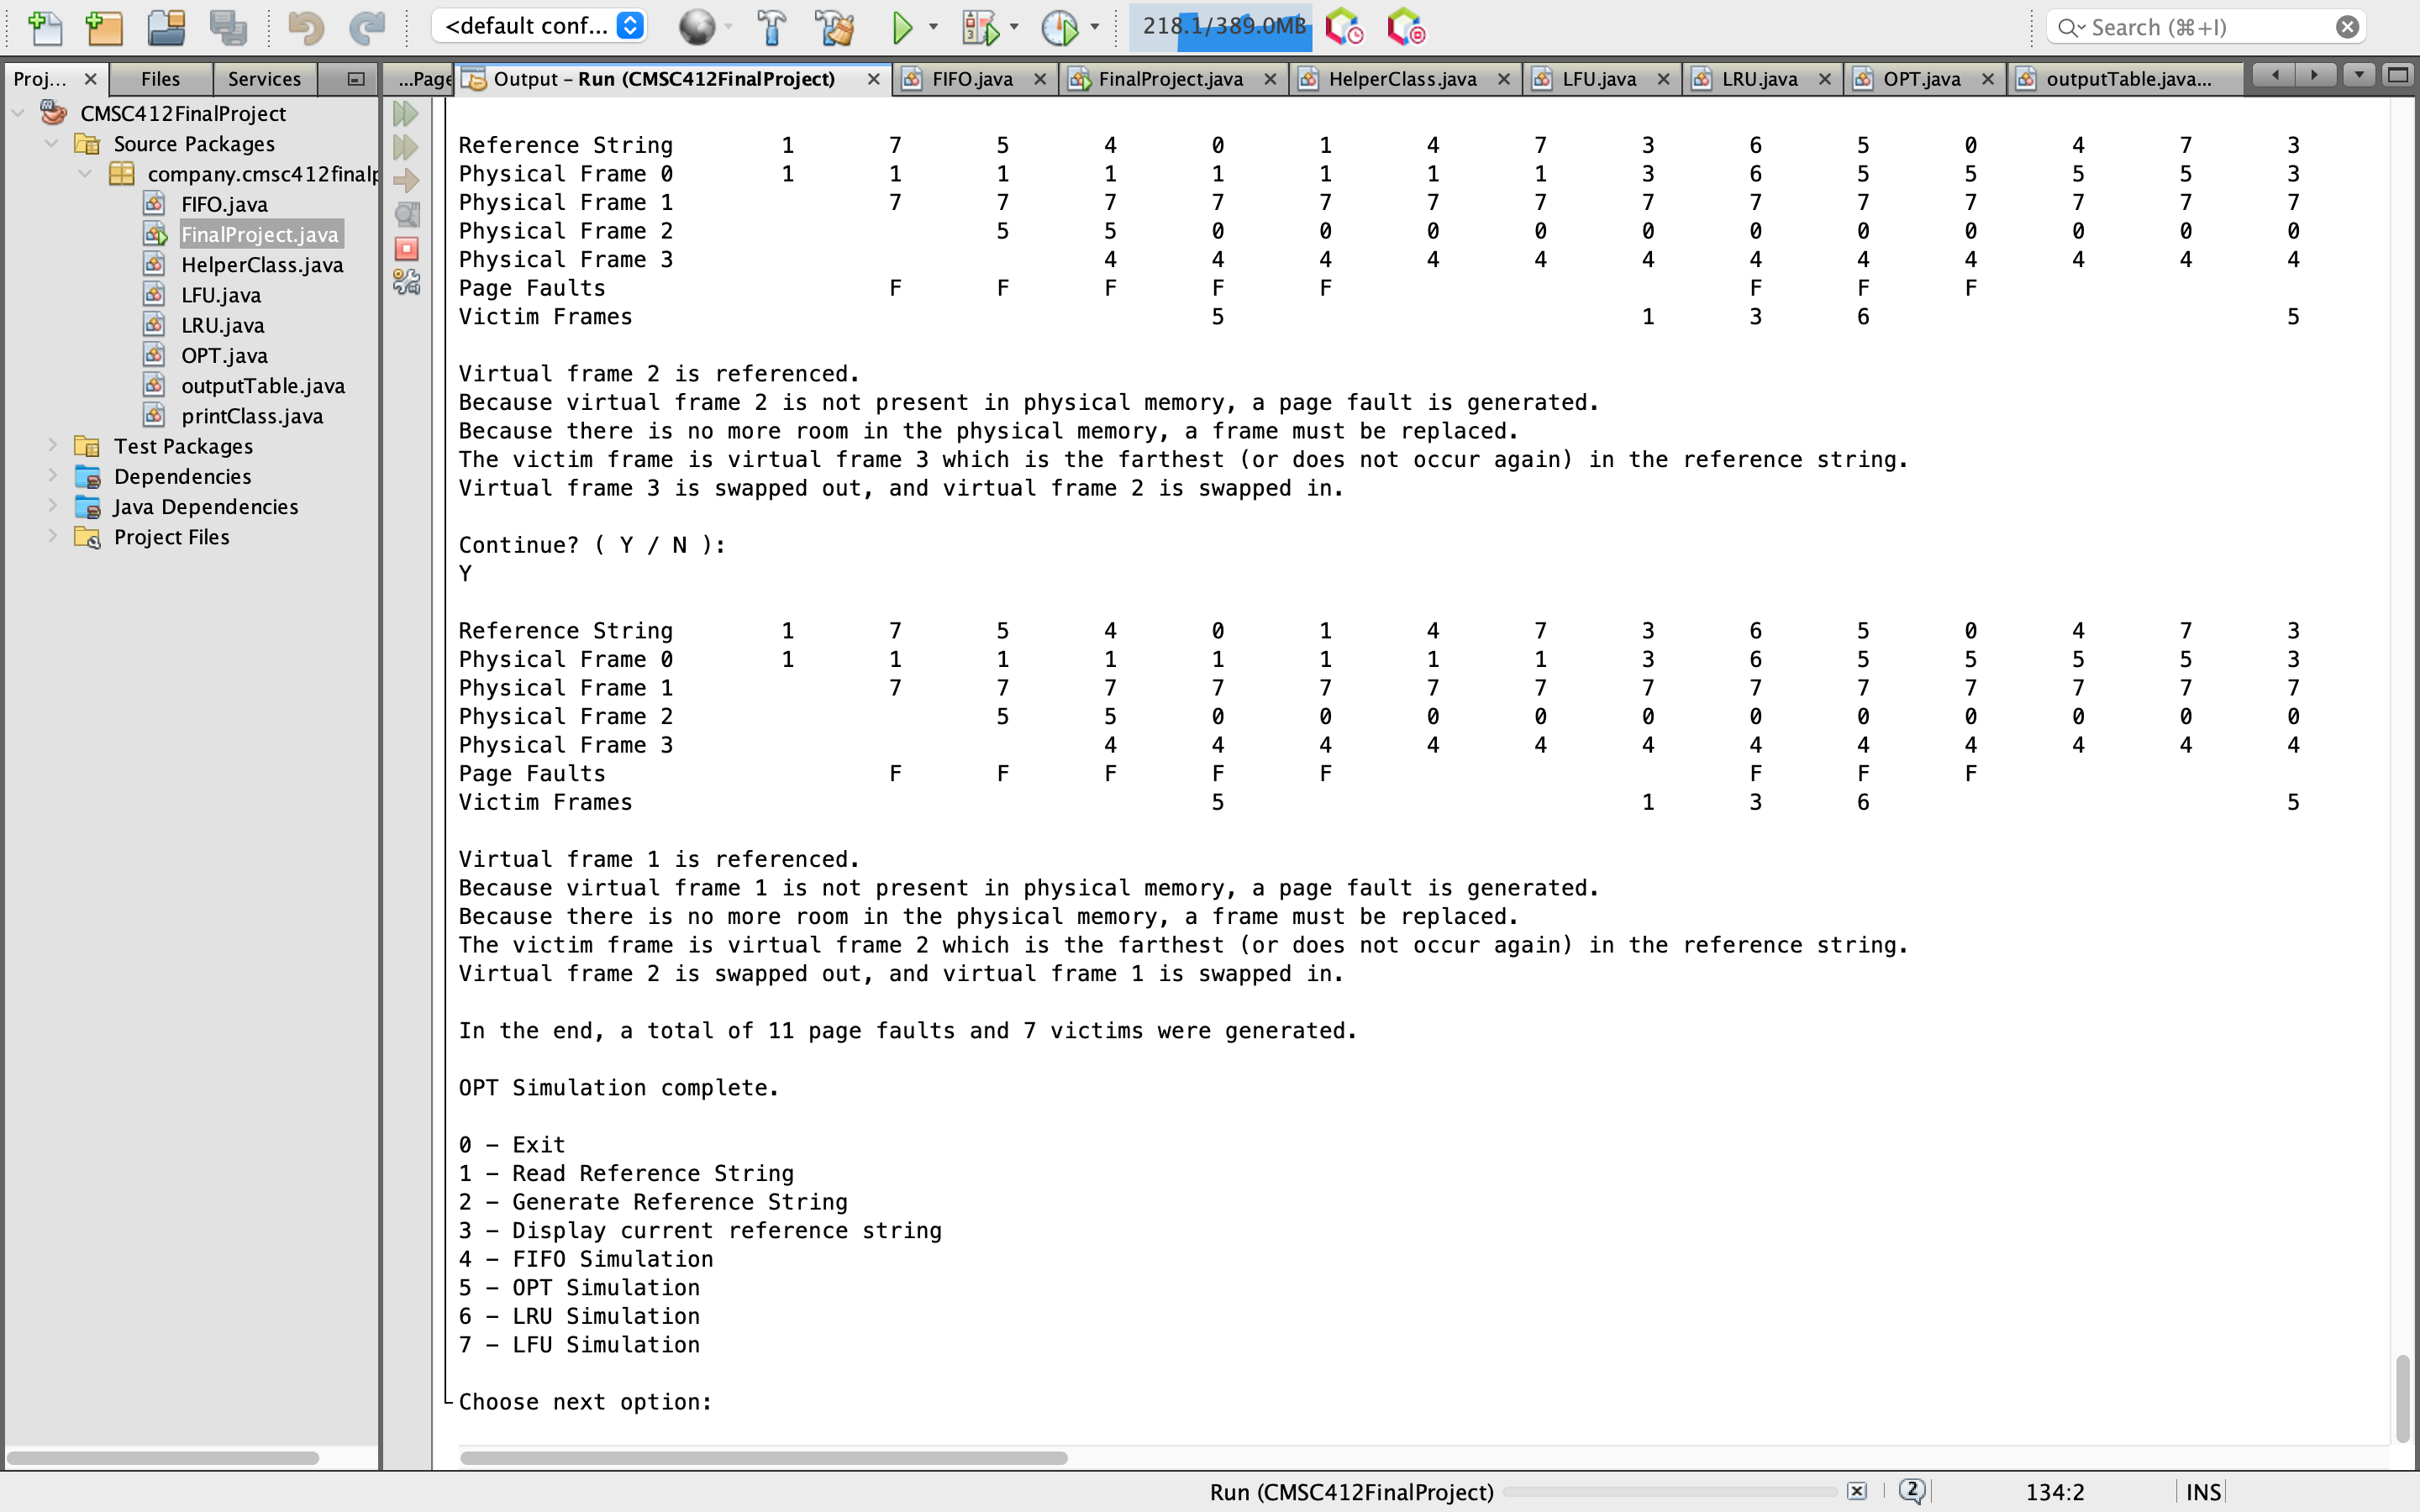 <default conf...
218.1/389.0MB
Search (⌘+I)
Proj...
Files
Services
...Page
Output – Run (CMSC412FinalProject)
FIFO.java
FinalProject.java
HelperClass.java
LFU.java
LRU.java
OPT.java
outputTable.java...
CMSC412FinalProject
Source Packages
company.cmsc412finalp
FIFO.java
FinalProject.java
HelperClass.java
LFU.java
LRU.java
OPT.java
outputTable.java
printClass.java
Test Packages
Dependencies
Java Dependencies
Project Files
Reference String 1 7 5 4 0 1 4 7 3 6 5 0 4 7 3
Physical Frame 0 1 1 1 1 1 1 1 1 3 6 5 5 5 5 3
Physical Frame 1 7 7 7 7 7 7 7 7 7 7 7 7 7 7
Physical Frame 2 5 5 0 0 0 0 0 0 0 0 0 0 0
Physical Frame 3 4 4 4 4 4 4 4 4 4 4 4 4
Page Faults F F F F F F F F
Victim Frames 5 1 3 6 5
Virtual frame 2 is referenced.
Because virtual frame 2 is not present in physical memory, a page fault is generated.
Because there is no more room in the physical memory, a frame must be replaced.
The victim frame is virtual frame 3 which is the farthest (or does not occur again) in the reference string.
Virtual frame 3 is swapped out, and virtual frame 2 is swapped in.
Continue? ( Y / N ):
Y
Reference String 1 7 5 4 0 1 4 7 3 6 5 0 4 7 3
Physical Frame 0 1 1 1 1 1 1 1 1 3 6 5 5 5 5 3
Physical Frame 1 7 7 7 7 7 7 7 7 7 7 7 7 7 7
Physical Frame 2 5 5 0 0 0 0 0 0 0 0 0 0 0
Physical Frame 3 4 4 4 4 4 4 4 4 4 4 4 4
Page Faults F F F F F F F F
Victim Frames 5 1 3 6 5
Virtual frame 1 is referenced.
Because virtual frame 1 is not present in physical memory, a page fault is generated.
Because there is no more room in the physical memory, a frame must be replaced.
The victim frame is virtual frame 2 which is the farthest (or does not occur again) in the reference string.
Virtual frame 2 is swapped out, and virtual frame 1 is swapped in.
In the end, a total of 11 page faults and 7 victims were generated.
OPT Simulation complete.
0 – Exit
1 – Read Reference String
2 – Generate Reference String
3 – Display current reference string
4 – FIFO Simulation
5 – OPT Simulation
6 – LRU Simulation
7 – LFU Simulation
Choose next option:
Run (CMSC412FinalProject)
2
134:2
INS